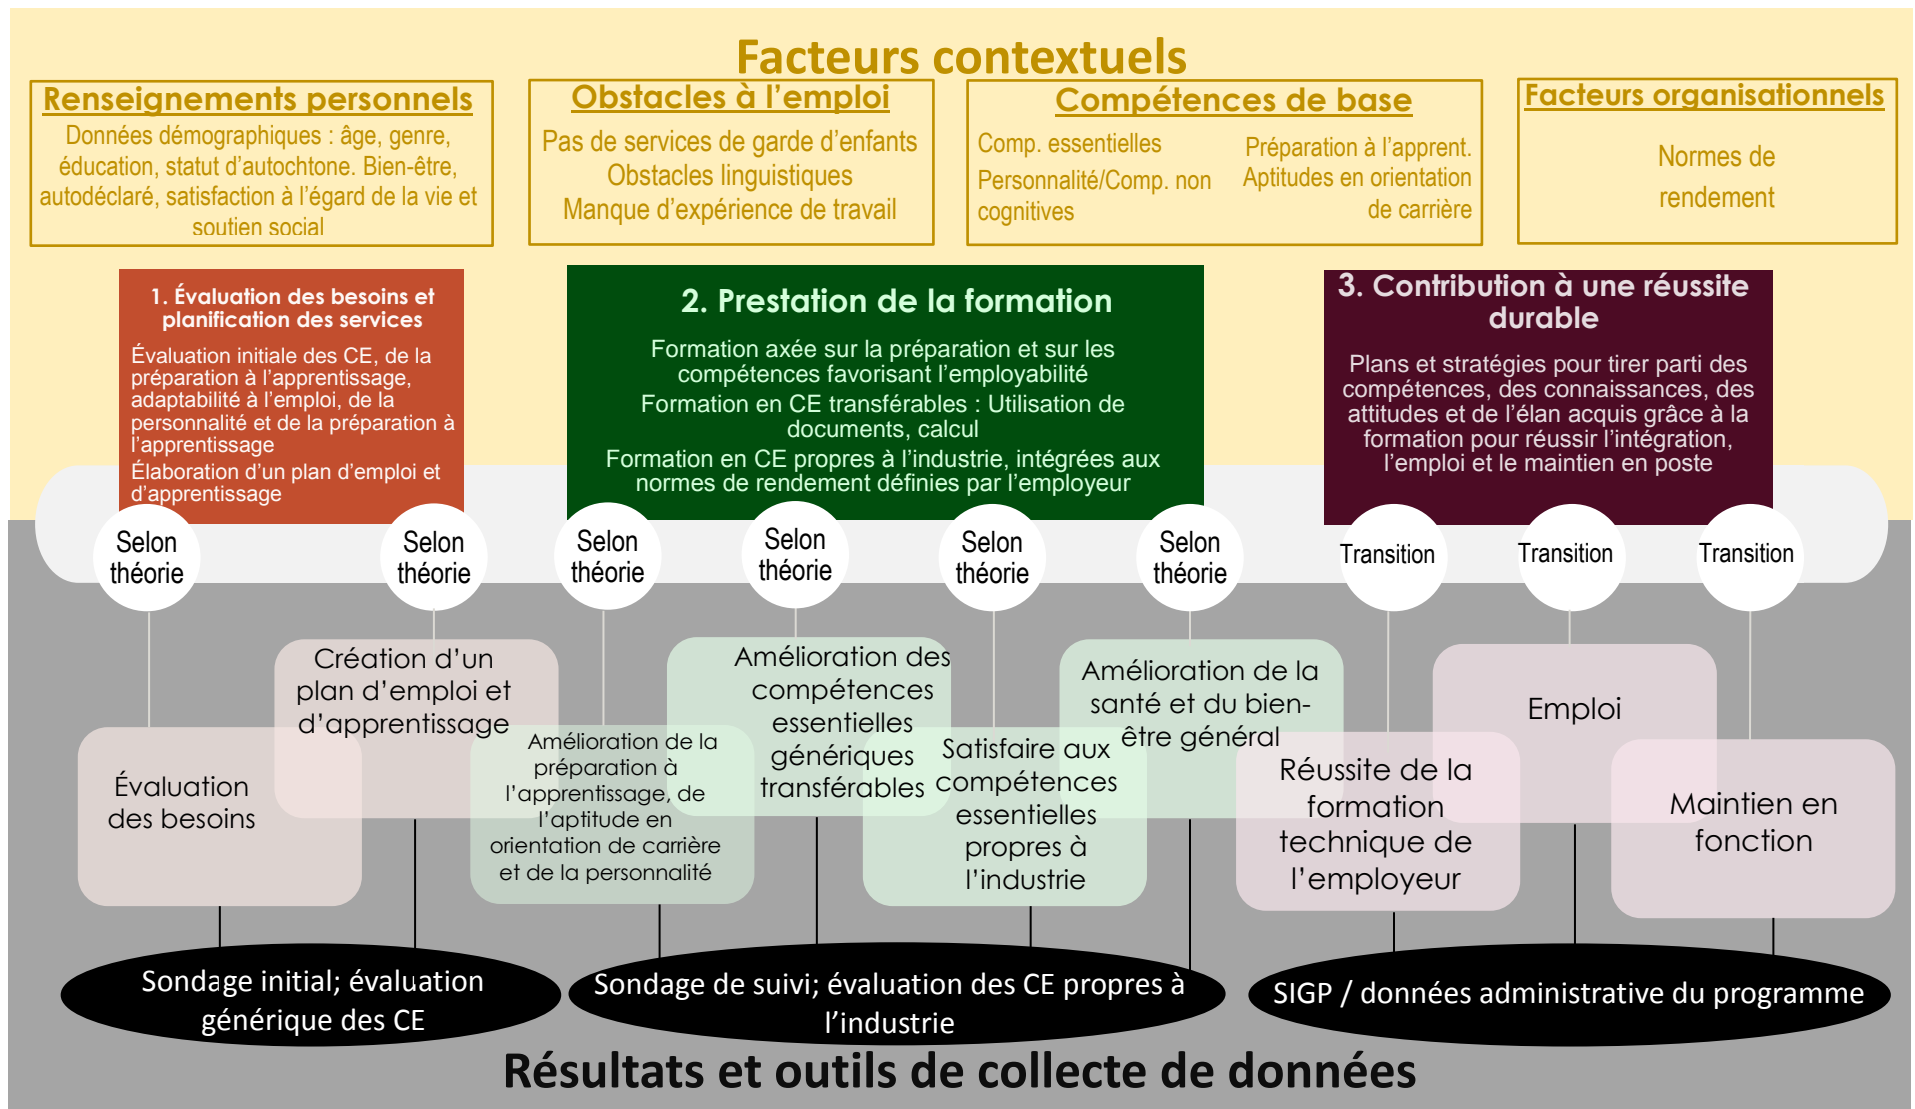 Facteurs contextuels
Renseignements personnels
Données démographiques : âge, genre,
éducation, statut d'autochtone. Bien-être,
autodéclaré, satisfaction à l'égard de la vie et
soutien social
Obstacles à l'emploi
Pas de services de garde d'enfants
Obstacles linguistiques
Manque d'expérience de travail
Compétences de base
Comp. essentielles
Personnalité/Comp. non
cognitives
Préparation à l'apprent.
Aptitudes en orientation
de carrière
Facteurs organisationnels
Normes de
rendement
1. Évaluation des besoins et
planification des services
Évaluation initiale des CE, de la
préparation à l'apprentissage,
adaptabilité à l'emploi, de la
personnalité et de la préparation à
l'apprentissage
Élaboration d'un plan d'emploi et
d'apprentissage
2. Prestation de la formation
Formation axée sur la préparation et sur les
compétences favorisant l'employabilité
Formation en CE transférables : Utilisation de
documents, calcul
Formation en CE propres à l'industrie, intégrées aux
normes de rendement définies par l'employeur
3. Contribution à une réussite
durable
Plans et stratégies pour tirer parti des
compétences, des connaissances, des
attitudes et de l'élan acquis grâce à la
formation pour réussir l'intégration,
l'emploi et le maintien en poste
Selon
théorie
Selon
théorie
Selon
théorie
Selon
théorie
Selon
théorie
Selon
théorie
Transition
Transition
Transition
Évaluation
des besoins
Création d'un
plan d'emploi et
d'apprentissage
Amélioration de la
préparation à
l'apprentissage, de
l'aptitude en
orientation de carrière
et de la personnalité
Amélioration des
compétences
essentielles
génériques
transférables
Satisfaire aux
compétences
essentielles
propres à
l'industrie
Amélioration de la
santé et du bien-
être général
Réussite de la
formation
technique de
l'employeur
Emploi
Maintien en
fonction
Sondage initial; évaluation
générique des CE
Sondage de suivi; évaluation des CE propres à
l'industrie
SIGP / données administrative du programme
Résultats et outils de collecte de données